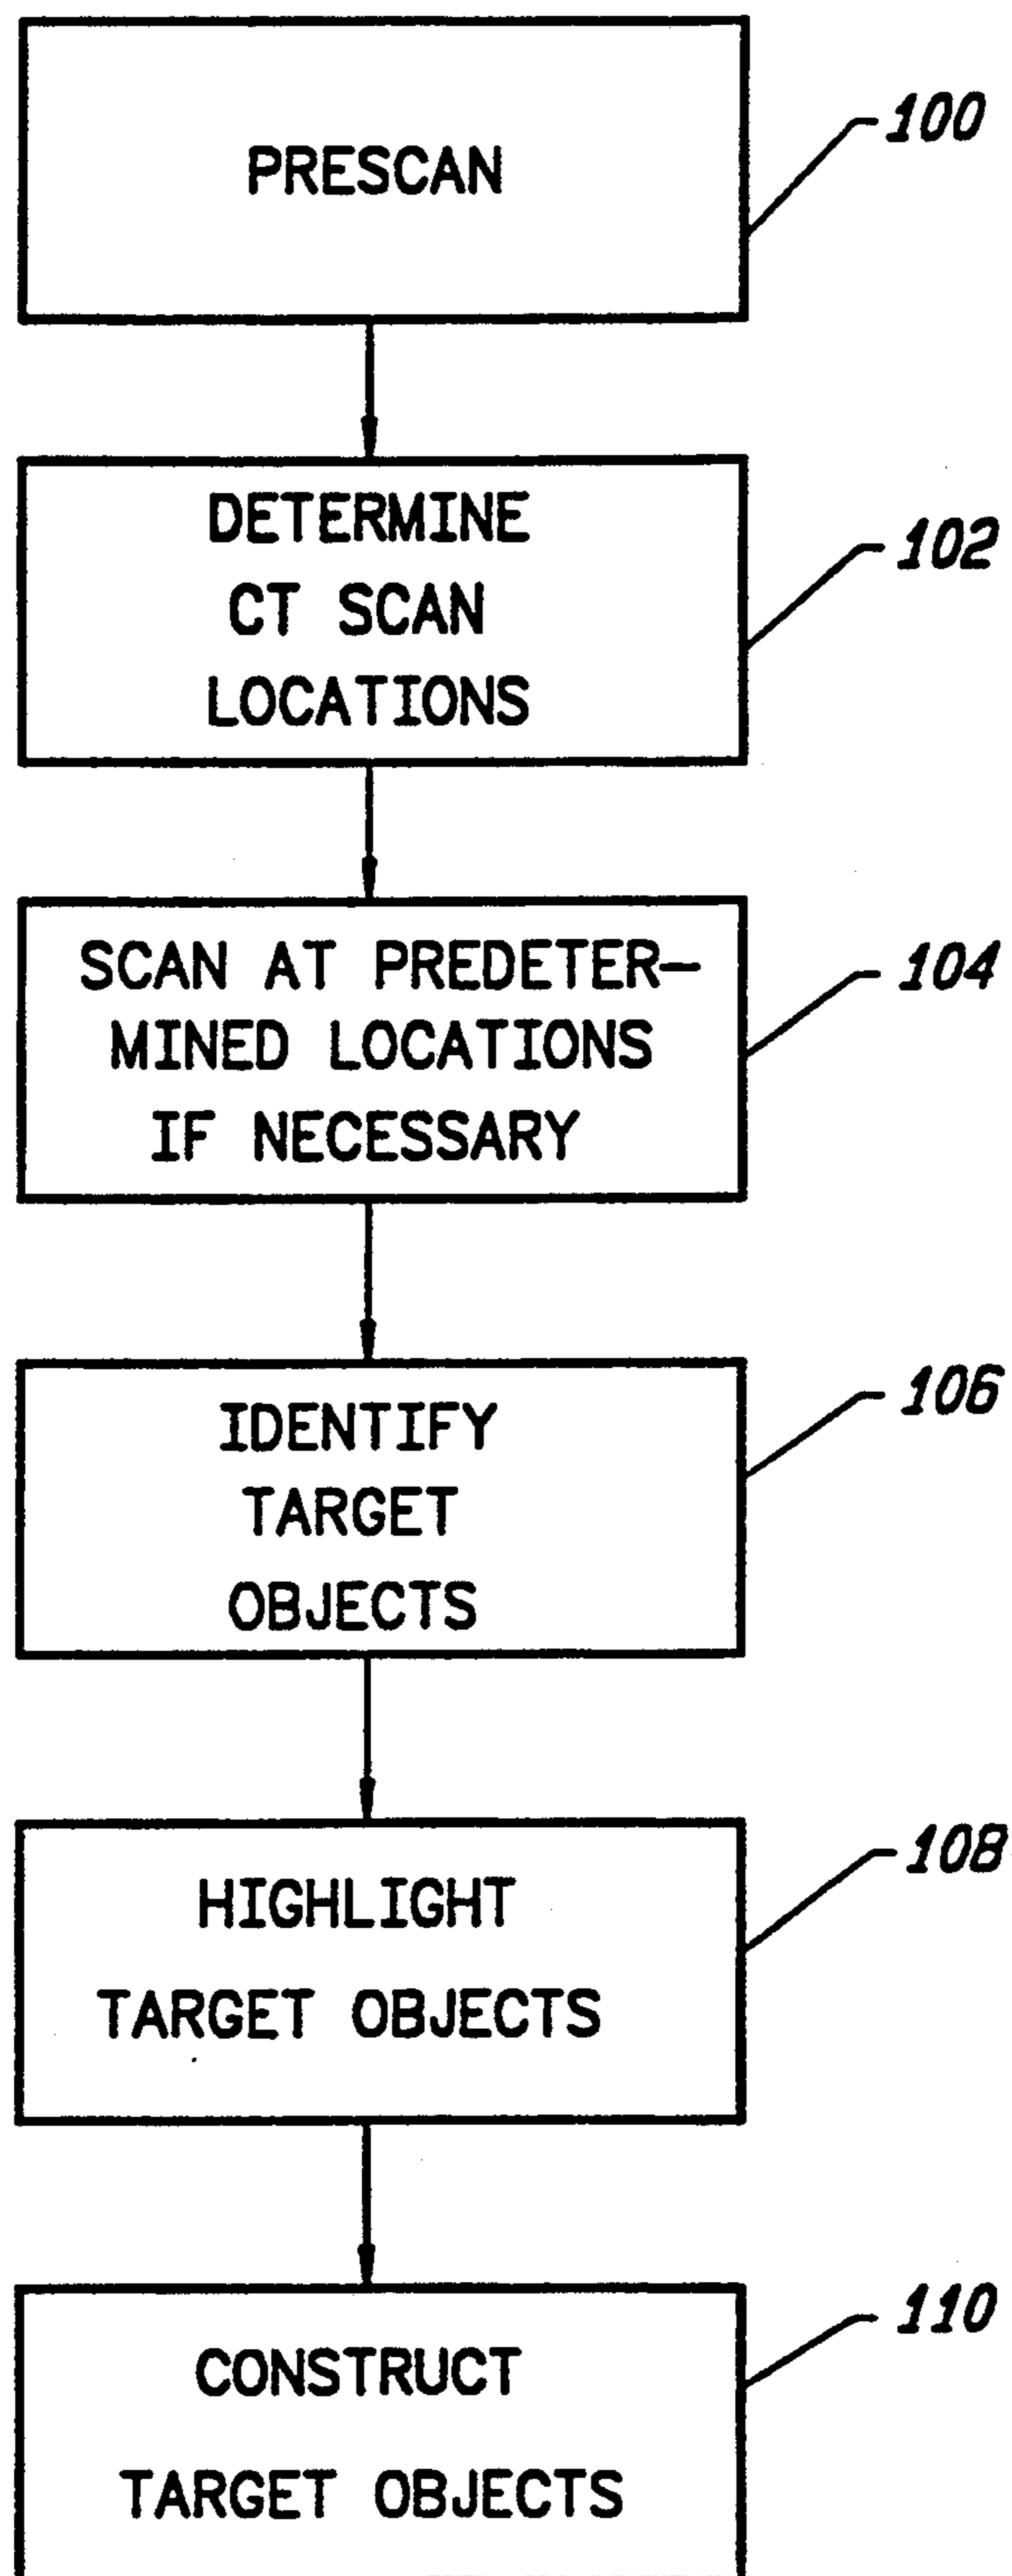 PRESCAN
100
DETERMINE
CT SCAN
LOCATIONS
102
SCAN AT PREDETER-
MINED LOCATIONS
IF NECESSARY
104
IDENTIFY
TARGET
OBJECTS
106
HIGHLIGHT
TARGET OBJECTS
108
CONSTRUCT
TARGET OBJECTS
110